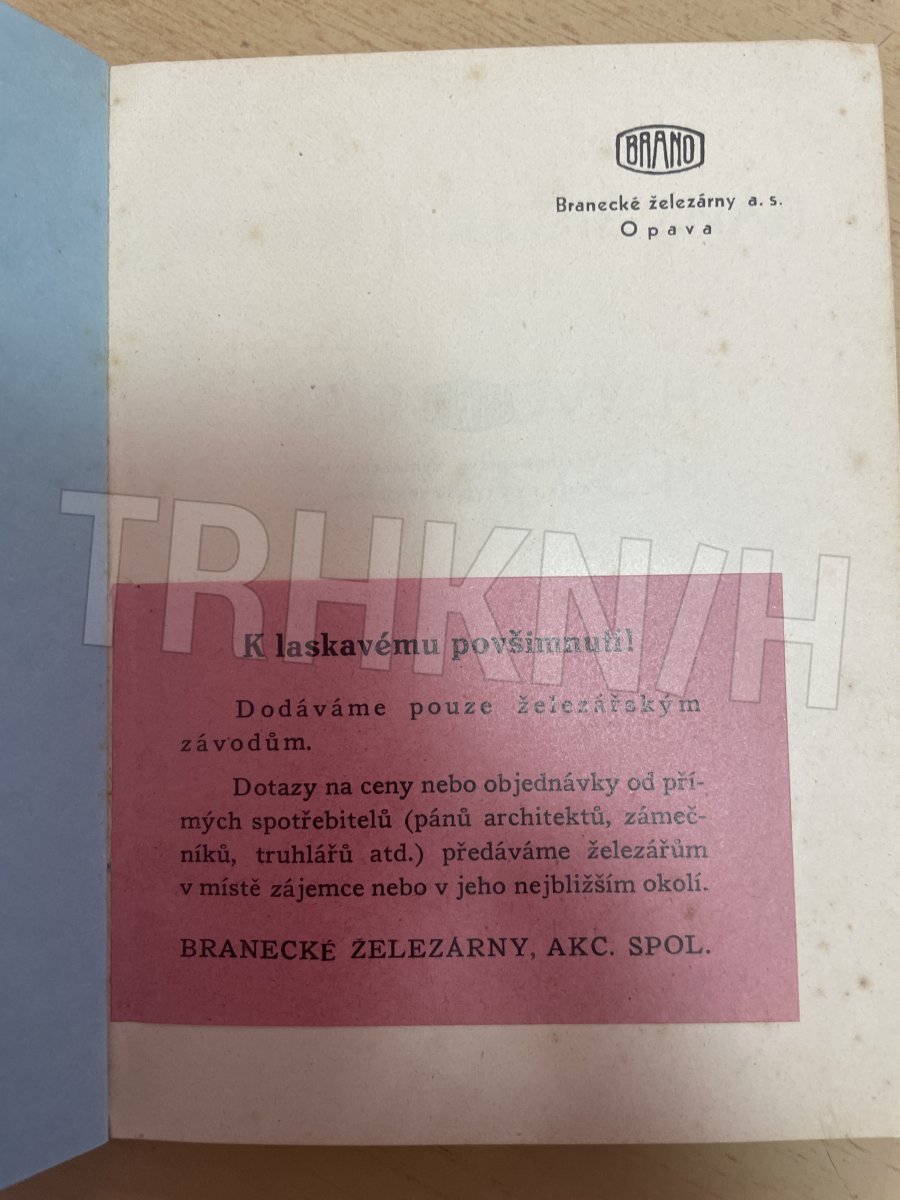 BRANO
Branecké železárny a. s.
Opava
TRHKNIH
K laskavému povšimnutí!
Dodáváme pouze železářským
závodům.
Dotazy na ceny nebo objednávky od pří-
mých spotřebitelů (pánů architektů, zámeč-
níků, truhlářů atd.) předáváme železářům
v místě zájemce nebo v jeho nejbližším okolí.
BRANECKÉ ŽELEZÁRNY, AKC. SPOL.